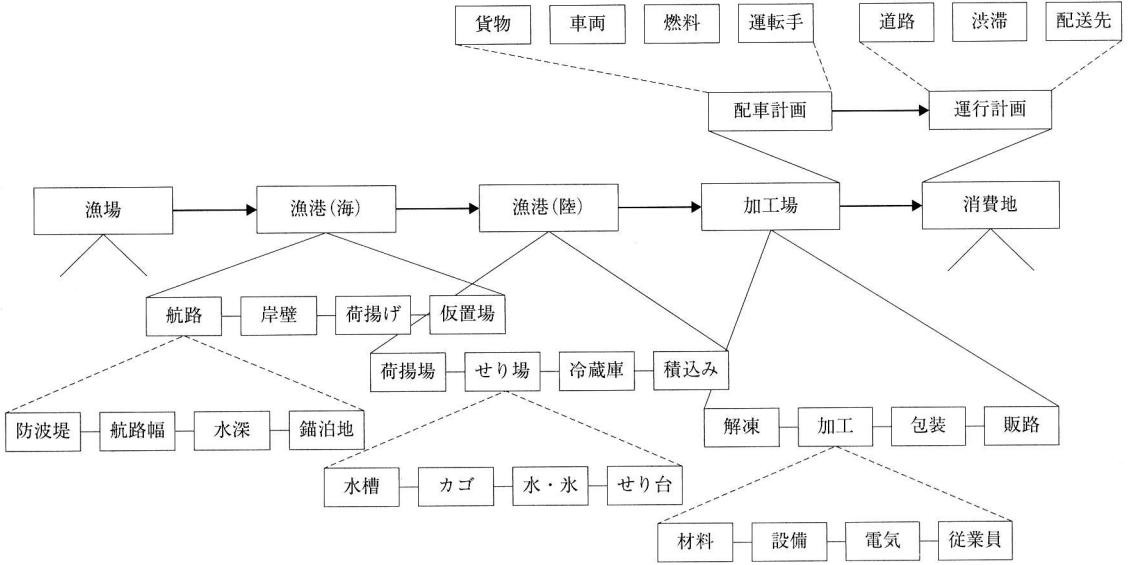 貨物 車両 燃料 運転手 道路 渋滞 配送先
配車計画 運行計画
漁場 漁港(海) 漁港(陸) 加工場 消費地
航路 岸壁 荷揚げ 仮置場
荷揚場 せり場 冷蔵庫 積込み
防波堤 航路幅 水深 錨泊地 解凍 加工 包装 販路
水槽 カゴ 水・氷 せり台
材料 設備 電気 従業員